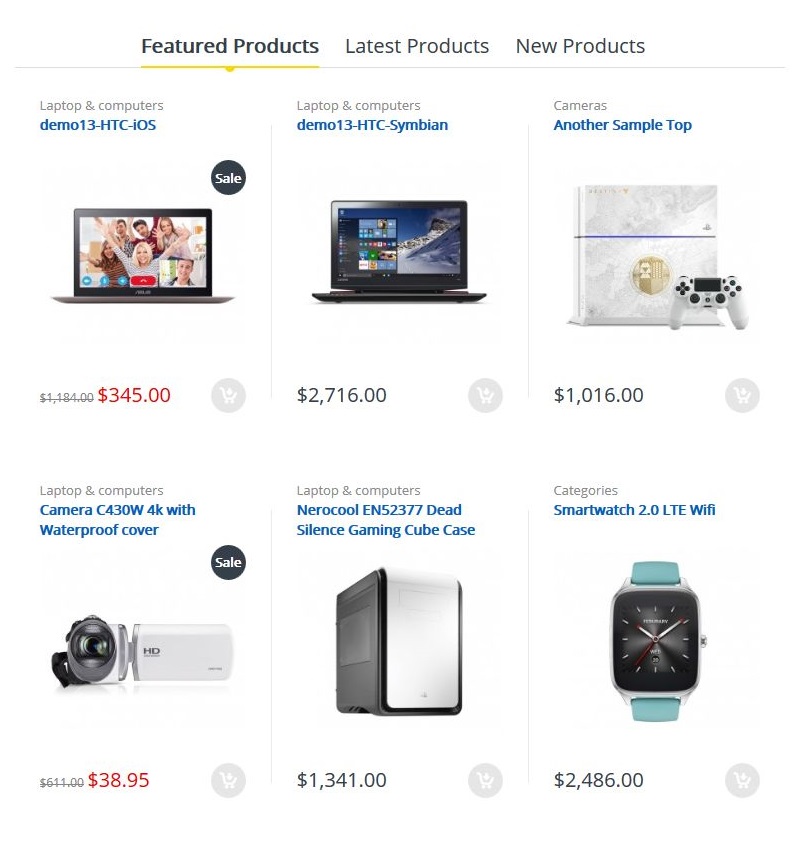 Featured Products Latest Products New Products
Laptop & computers
demo13-HTC-iOS
Sale
ASUS
$1,184.00 $345.00
Laptop & computers
demo13-HTC-Symbian
$2,716.00
Cameras
Another Sample Top
DESTINY
$1,016.00
Laptop & computers
Camera C430W 4k with
Waterproof cover
Sale
HD
$611.00 $38.95
Laptop & computers
Nerocool EN52377 Dead
Silence Gaming Cube Case
$1,341.00
Categories
Smartwatch 2.0 LTE Wifi
$2,486.00